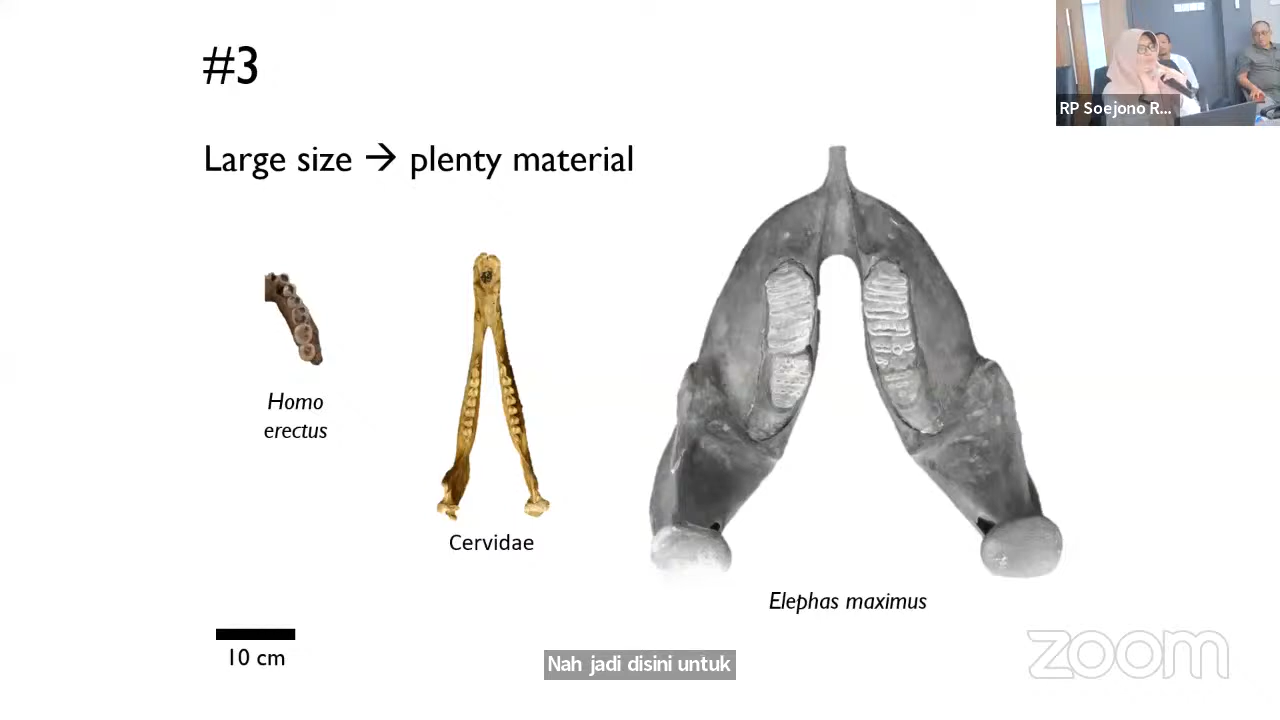 #3
RP Soejono R...
Large size → plenty material
Homo
erectus
Cervidae
Elephas maximus
10 cm
Nah jadi disini untuk
zoom